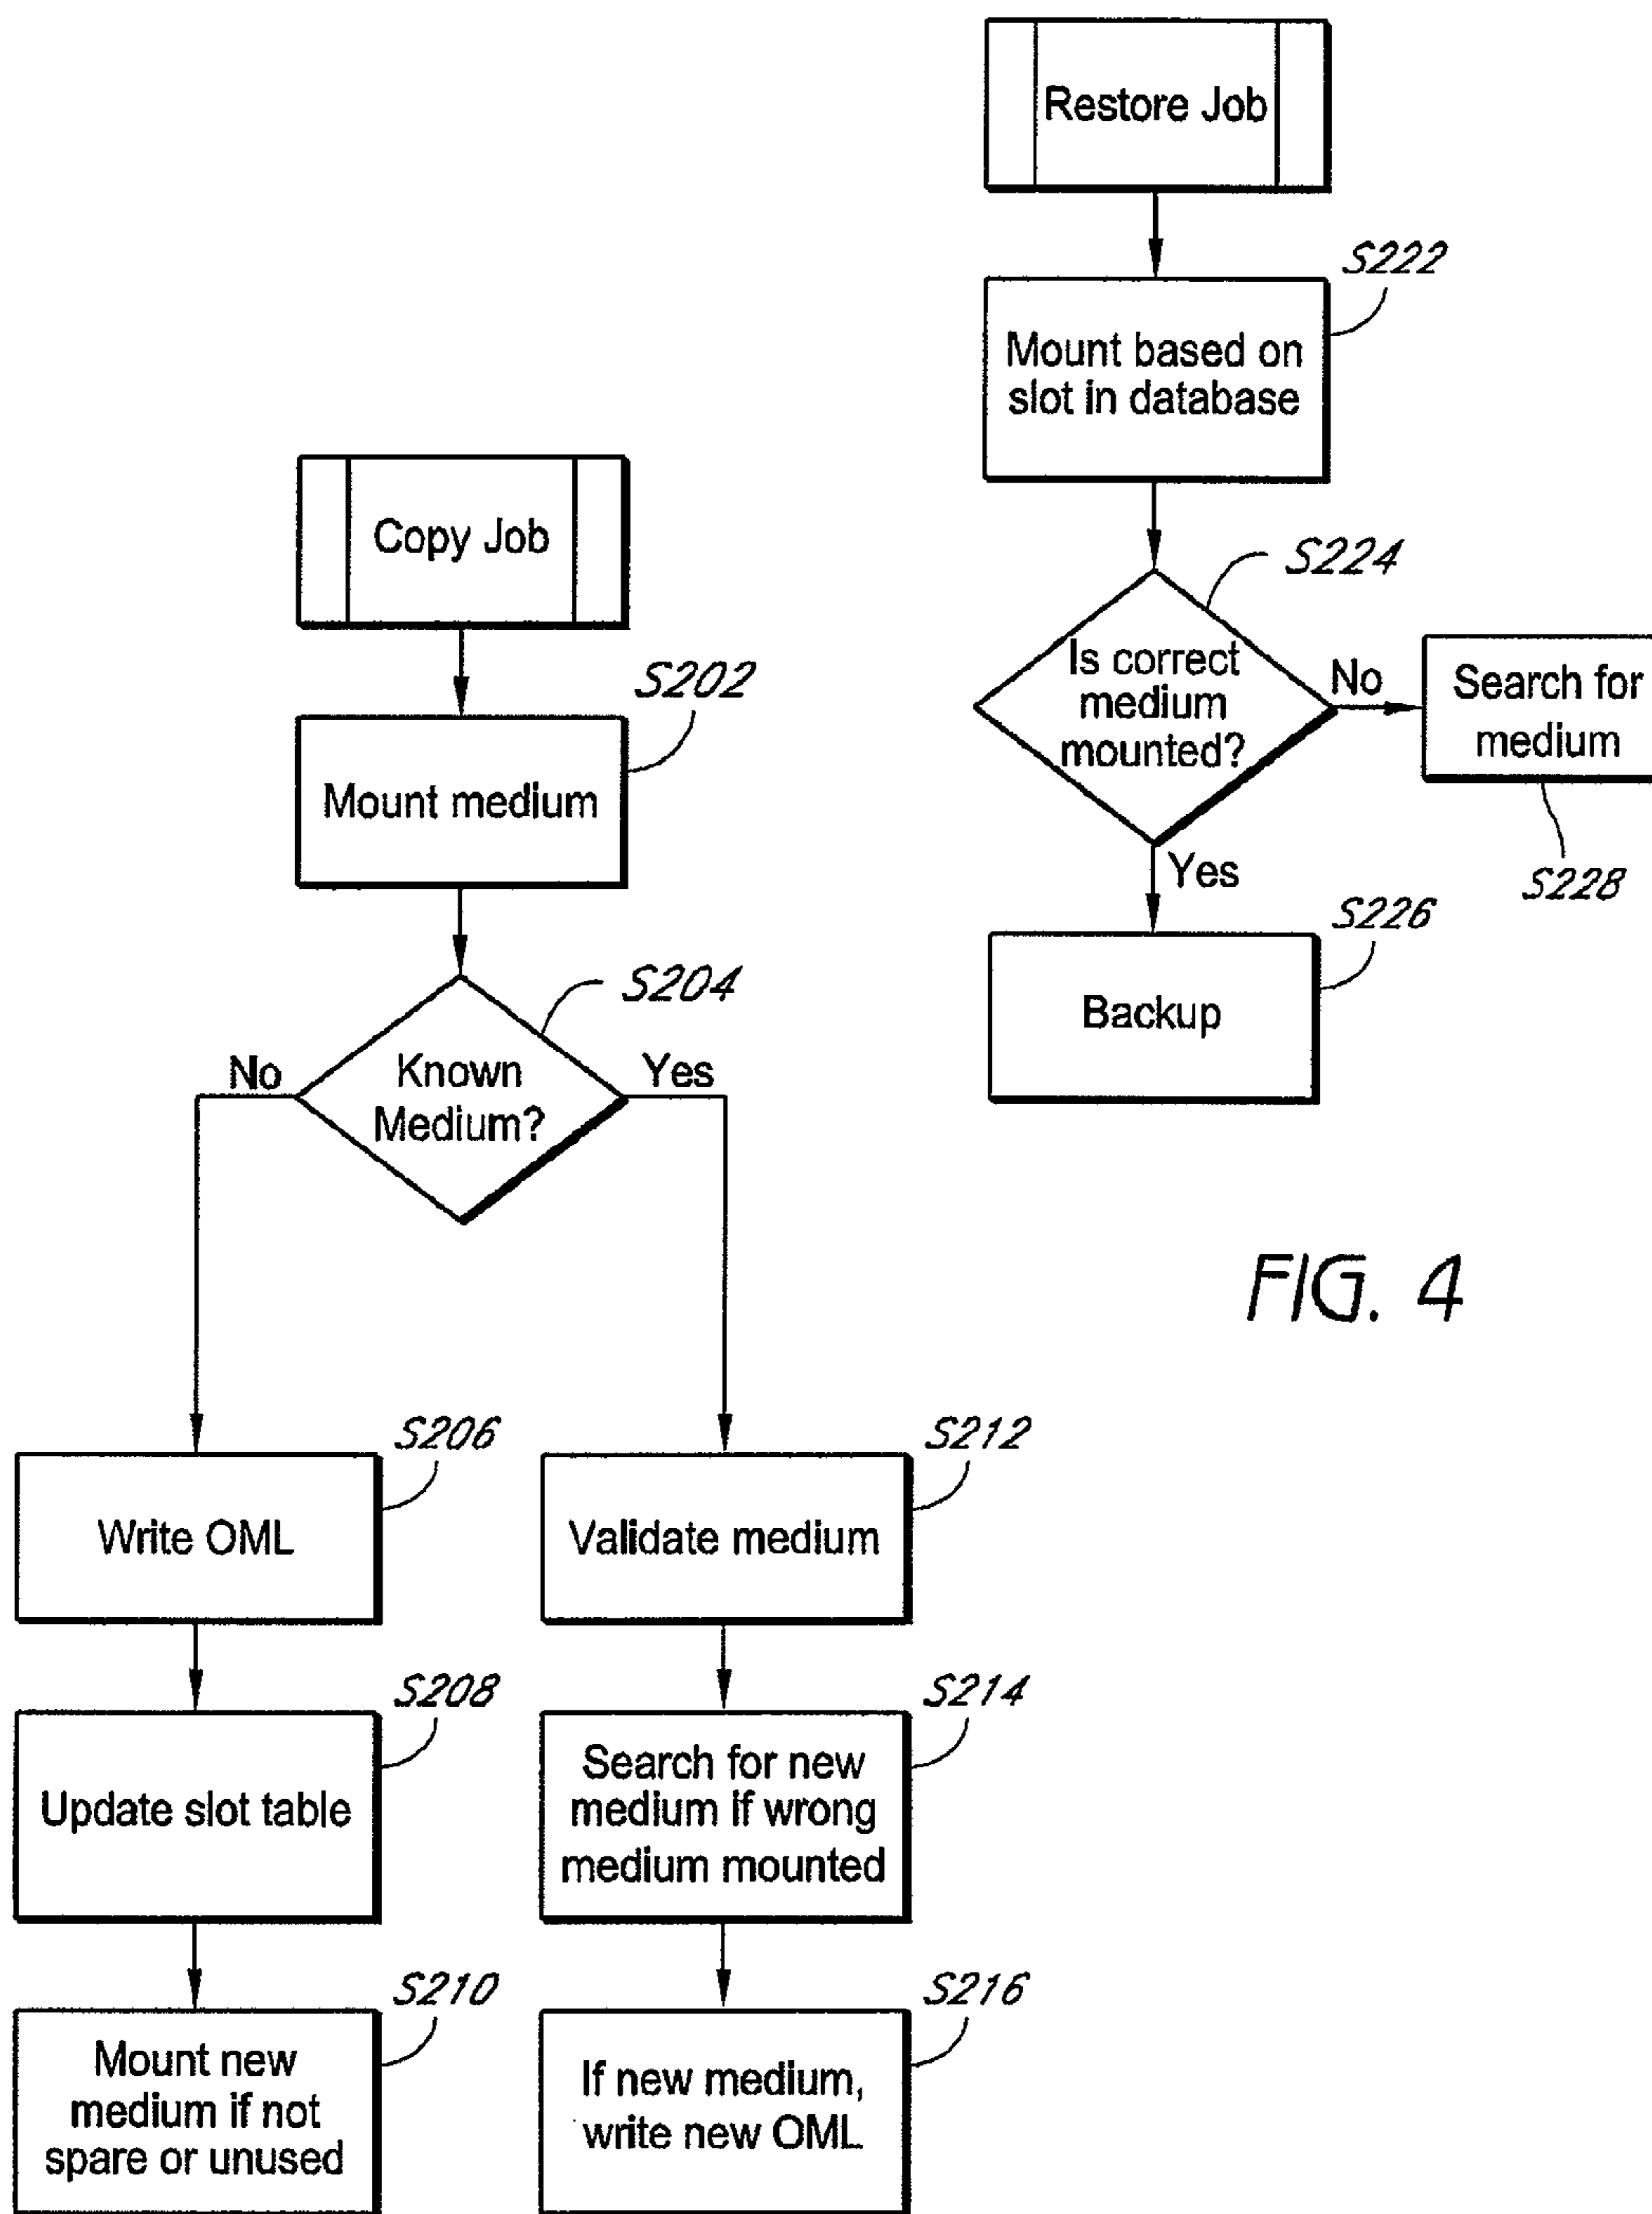 Restore Job
S222
Mount based on
slot in database
S224
Is correct
medium
mounted?
No
Search for
medium
S228
Yes
S226
Backup
Copy Job
S202
Mount medium
S204
Known
Medium?
No
Yes
S206
Write OML
S208
Update slot table
S210
Mount new
medium if not
spare or unused
S212
Validate medium
S214
Search for new
medium if wrong
medium mounted
S216
If new medium,
write new OML
FIG. 4